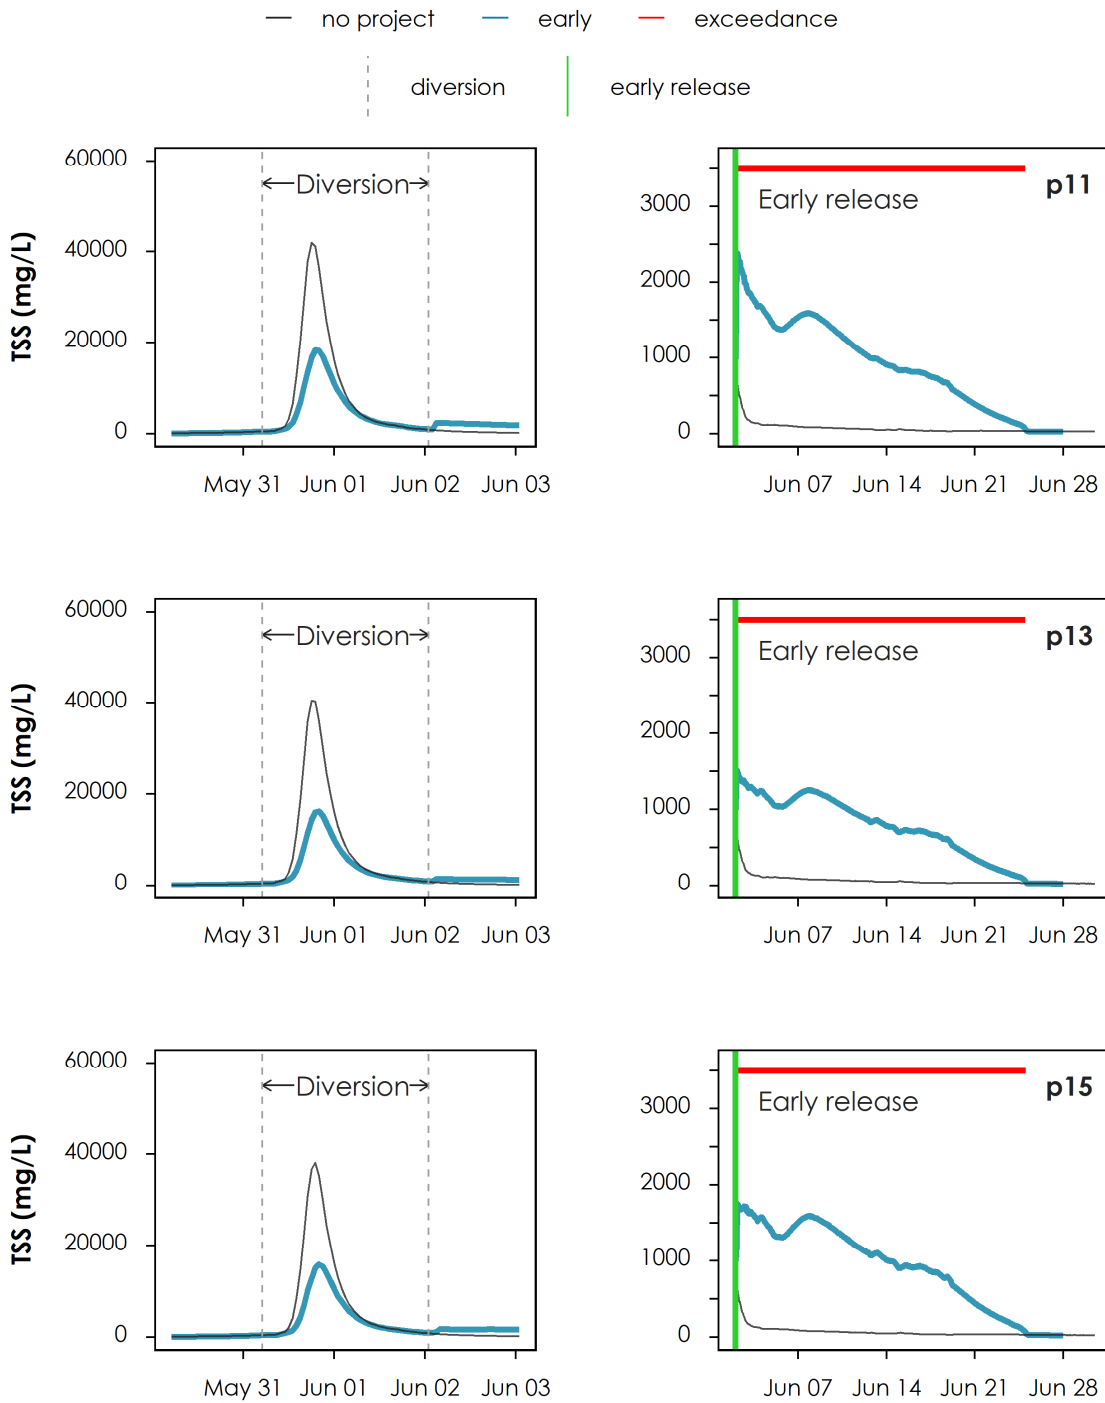 no project early exceedance
diversion early release
TSS (mg/L)
60000
40000
20000
0
Diversion
May 31 Jun 01 Jun 02 Jun 03
3000
2000
1000
0
Early release
p11
Jun 07 Jun 14 Jun 21 Jun 28
TSS (mg/L)
60000
40000
20000
0
Diversion
May 31 Jun 01 Jun 02 Jun 03
3000
2000
1000
0
Early release
p13
Jun 07 Jun 14 Jun 21 Jun 28
TSS (mg/L)
60000
40000
20000
0
Diversion
May 31 Jun 01 Jun 02 Jun 03
3000
2000
1000
0
Early release
p15
Jun 07 Jun 14 Jun 21 Jun 28